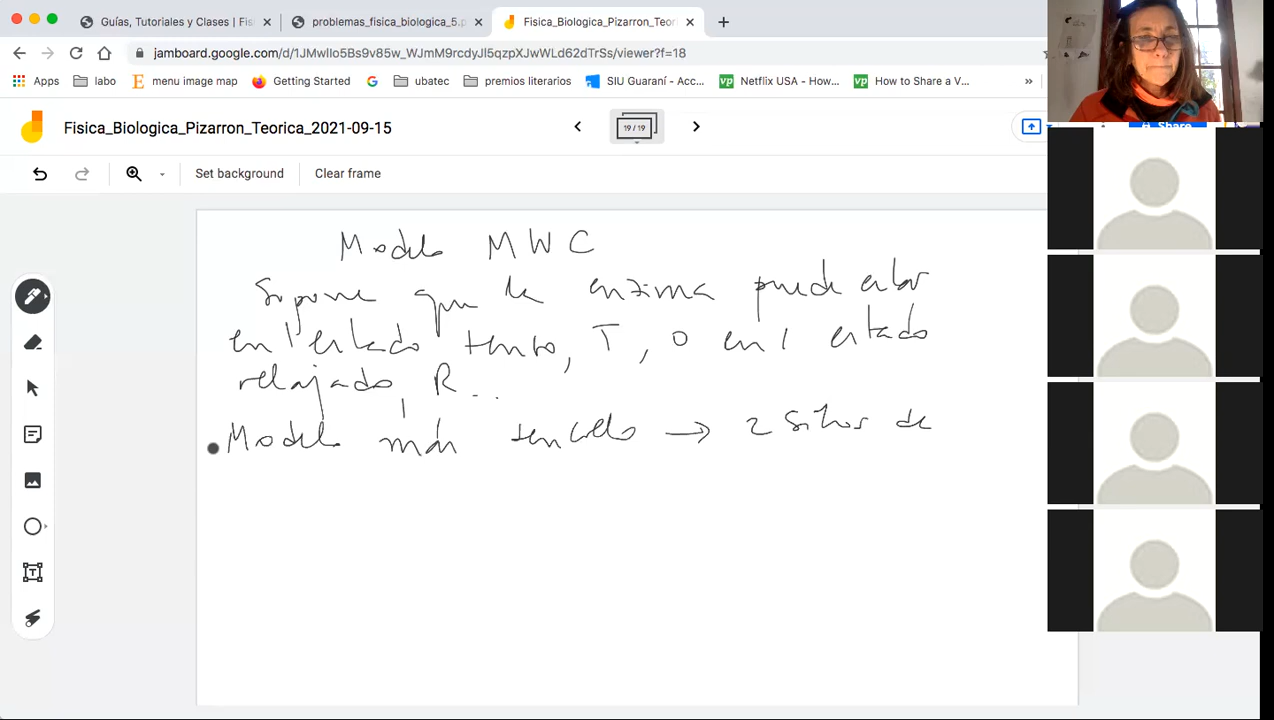 Guías, Tutoriales y Clases | Fís
problemas_fisica_biologica_5.p
Fisica_Biologica_Pizarron_Teor
jamboard.google.com/d/1JMwIlo5Bs9v85w_WJmM9rcdyJl5qzpXJwWLd62dTrSs/viewer?f=18
Apps labo menu image map Getting Started ubatec premios literarios SIU Guaraní - Acc... Netflix USA - How... How to Share a V... »
Fisica_Biologica_Pizarron_Teorica_2021-09-15
19 / 19
Share
Set background Clear frame
Modelo MWC
Supone que la enzima puede estar
en l estado tenso, T, o en l estado
relajado, R...
Modelo más sencillo → 2 sitios de